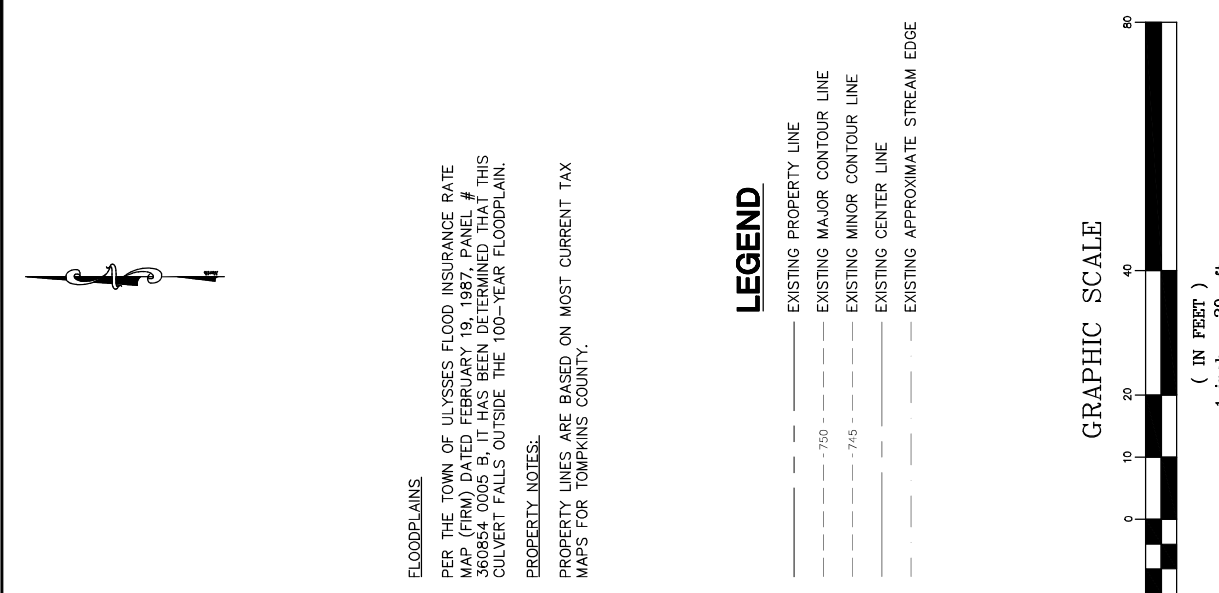 FLOODPLAINS
PER THE TOWN OF ULYSSES FLOOD INSURANCE RATE
MAP (FIRM) DATED FEBRUARY 19, 1987, PANEL #
360854 0005 B, IT HAS BEEN DETERMINED THAT THIS
CULVERT FALLS OUTSIDE THE 100-YEAR FLOODPLAIN.
PROPERTY NOTES:
PROPERTY LINES ARE BASED ON MOST CURRENT TAX
MAPS FOR TOMPKINS COUNTY.
LEGEND
EXISTING PROPERTY LINE
750 EXISTING MAJOR CONTOUR LINE
745 EXISTING MINOR CONTOUR LINE
EXISTING CENTER LINE
EXISTING APPROXIMATE STREAM EDGE
GRAPHIC SCALE
0 10 20 40 80
( IN FEET )